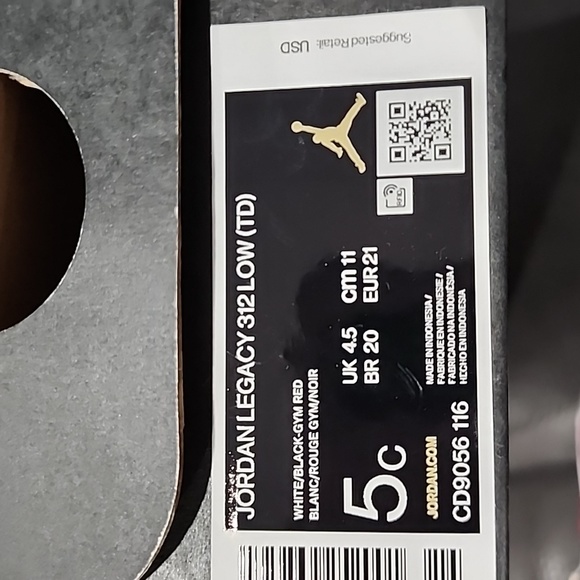 Suggested Retail: USD
JORDAN LEGACY 312 LOW (TD)
WHITE/BLACK-GYM RED
BLANC/ROUGE GYM/NOIR
UK 4.5 cm 11
BR 20 EUR 21
5C
MADE IN INDONESIA/
FABRIQUE EN INDONESIE/
FABRICADO NA INDONÉSIA/
HECHO EN INDONESIA
JORDAN.COM
CD9056 116